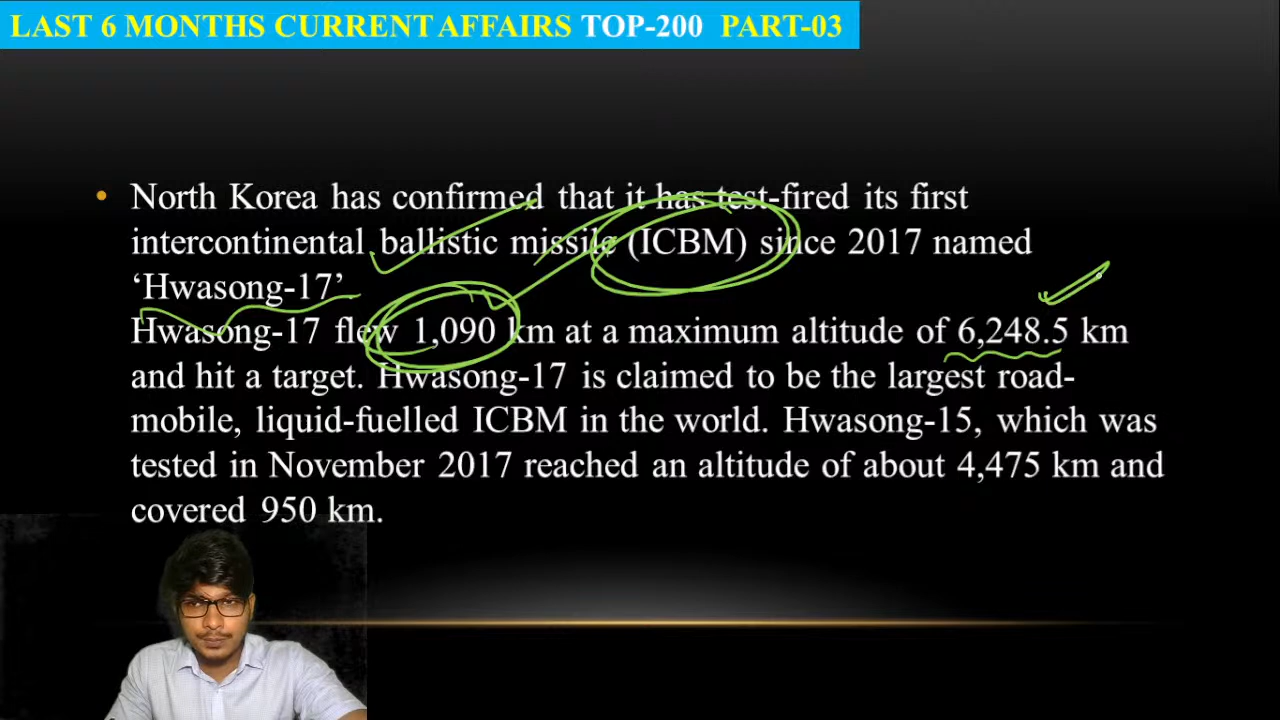 LAST 6 MONTHS CURRENT AFFAIRS TOP-200 PART-03
• North Korea has confirmed that it has test-fired its first
intercontinental ballistic missile (ICBM) since 2017 named
‘Hwasong-17’.
Hwasong-17 flew 1,090 km at a maximum altitude of 6,248.5 km
and hit a target. Hwasong-17 is claimed to be the largest road-
mobile, liquid-fuelled ICBM in the world. Hwasong-15, which was
tested in November 2017 reached an altitude of about 4,475 km and
covered 950 km.